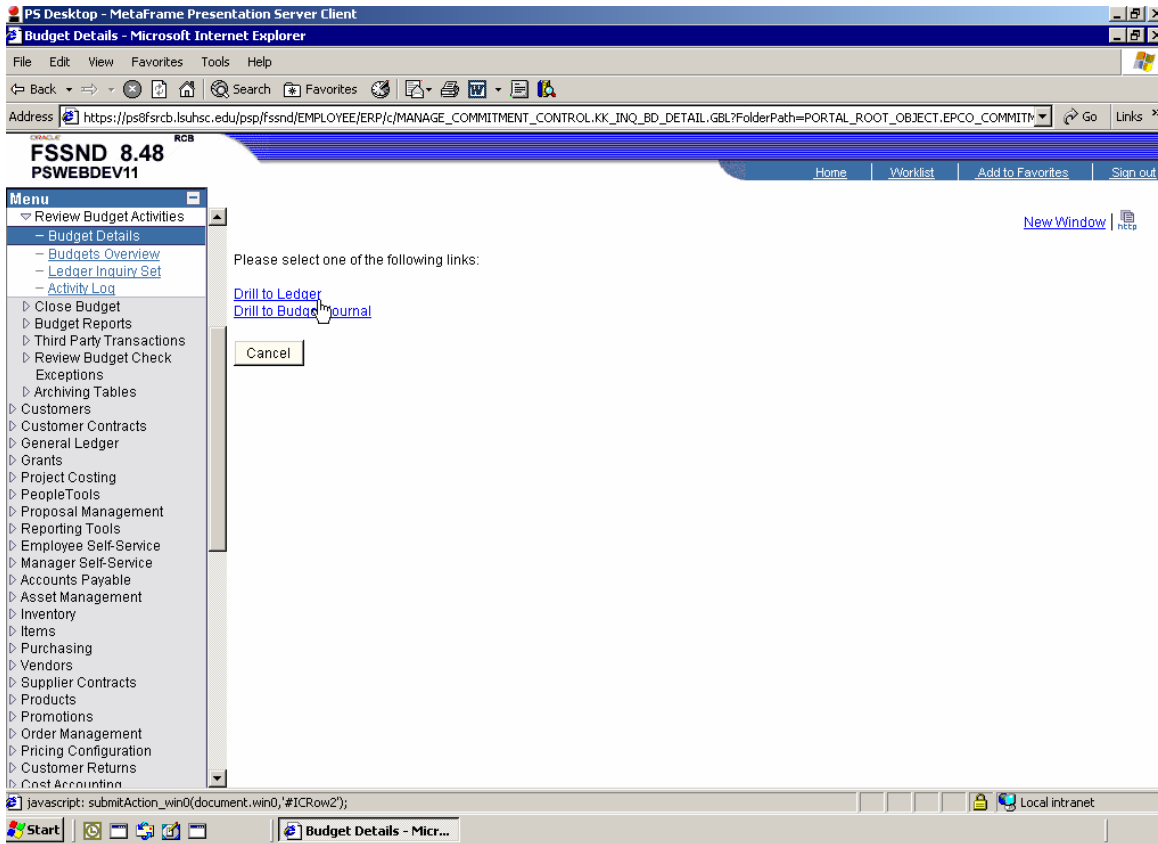 PS Desktop - MetaFrame Presentation Server Client
Budget Details - Microsoft Internet Explorer
File Edit View Favorites Tools Help
Back Search Favorites
Address https://ps8fsrcb.lsuhsc.edu/psp/fssnd/EMPLOYEE/ERP/c/MANAGE_COMMITMENT_CONTROL.KK_INQ_BD_DETAIL.GBL?FolderPath=PORTAL_ROOT_OBJECT.EPCO_COMMITM Go Links »
ORACLE RCB
FSSND 8.48
PSWEBDEV11
Home Worklist Add to Favorites Sign out
Menu
Review Budget Activities
– Budget Details
– Budgets Overview
– Ledger Inquiry Set
– Activity Log
Close Budget
Budget Reports
Third Party Transactions
Review Budget Check
Exceptions
Archiving Tables
Customers
Customer Contracts
General Ledger
Grants
Project Costing
PeopleTools
Proposal Management
Reporting Tools
Employee Self-Service
Manager Self-Service
Accounts Payable
Asset Management
Inventory
Items
Purchasing
Vendors
Supplier Contracts
Products
Promotions
Order Management
Pricing Configuration
Customer Returns
Cost Accounting
New Window | http
Please select one of the following links:
Drill to Ledger
Drill to Budget Journal
Cancel
javascript: submitAction_win0(document.win0,'#ICRow2'); Local intranet
Start Budget Details - Micr...